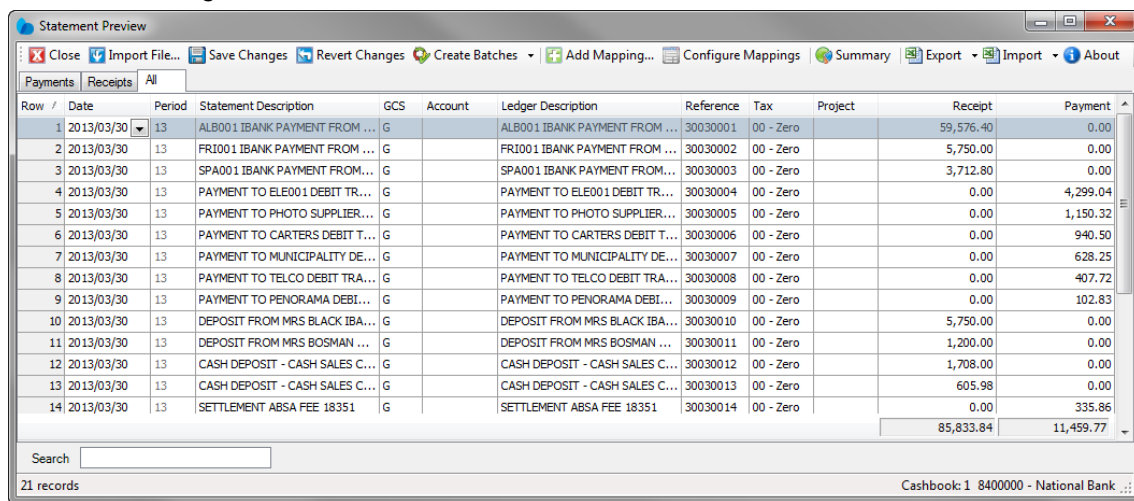 Statement Preview
Close Import File... Save Changes Revert Changes Create Batches Add Mapping... Configure Mappings Summary Export Import About
Payments Receipts All
Row Date Period Statement Description GCS Account Ledger Description Reference Tax Project Receipt Payment
1 2013/03/30 13 ALB001 IBANK PAYMENT FROM ... G ALB001 IBANK PAYMENT FROM ... 30030001 00 - Zero 59,576.40 0.00
2 2013/03/30 13 FRI001 IBANK PAYMENT FROM ... G FRI001 IBANK PAYMENT FROM ... 30030002 00 - Zero 5,750.00 0.00
3 2013/03/30 13 SPA001 IBANK PAYMENT FROM... G SPA001 IBANK PAYMENT FROM... 30030003 00 - Zero 3,712.80 0.00
4 2013/03/30 13 PAYMENT TO ELE001 DEBIT TR... G PAYMENT TO ELE001 DEBIT TR... 30030004 00 - Zero 0.00 4,299.04
5 2013/03/30 13 PAYMENT TO PHOTO SUPPLIER... G PAYMENT TO PHOTO SUPPLIER... 30030005 00 - Zero 0.00 1,150.32
6 2013/03/30 13 PAYMENT TO CARTERS DEBIT T... G PAYMENT TO CARTERS DEBIT T... 30030006 00 - Zero 0.00 940.50
7 2013/03/30 13 PAYMENT TO MUNICIPALITY DE... G PAYMENT TO MUNICIPALITY DE... 30030007 00 - Zero 0.00 628.25
8 2013/03/30 13 PAYMENT TO TELCO DEBIT TRA... G PAYMENT TO TELCO DEBIT TRA... 30030008 00 - Zero 0.00 407.72
9 2013/03/30 13 PAYMENT TO PENORAMA DEBI... G PAYMENT TO PENORAMA DEBI... 30030009 00 - Zero 0.00 102.83
10 2013/03/30 13 DEPOSIT FROM MRS BLACK IBA... G DEPOSIT FROM MRS BLACK IBA... 30030010 00 - Zero 5,750.00 0.00
11 2013/03/30 13 DEPOSIT FROM MRS BOSMAN ... G DEPOSIT FROM MRS BOSMAN ... 30030011 00 - Zero 1,200.00 0.00
12 2013/03/30 13 CASH DEPOSIT - CASH SALES C... G CASH DEPOSIT - CASH SALES C... 30030012 00 - Zero 1,708.00 0.00
13 2013/03/30 13 CASH DEPOSIT - CASH SALES C... G CASH DEPOSIT - CASH SALES C... 30030013 00 - Zero 605.98 0.00
14 2013/03/30 13 SETTLEMENT ABSA FEE 18351 G SETTLEMENT ABSA FEE 18351 30030014 00 - Zero 0.00 335.86
85,833.84 11,459.77
Search
21 records Cashbook: 1 8400000 - National Bank